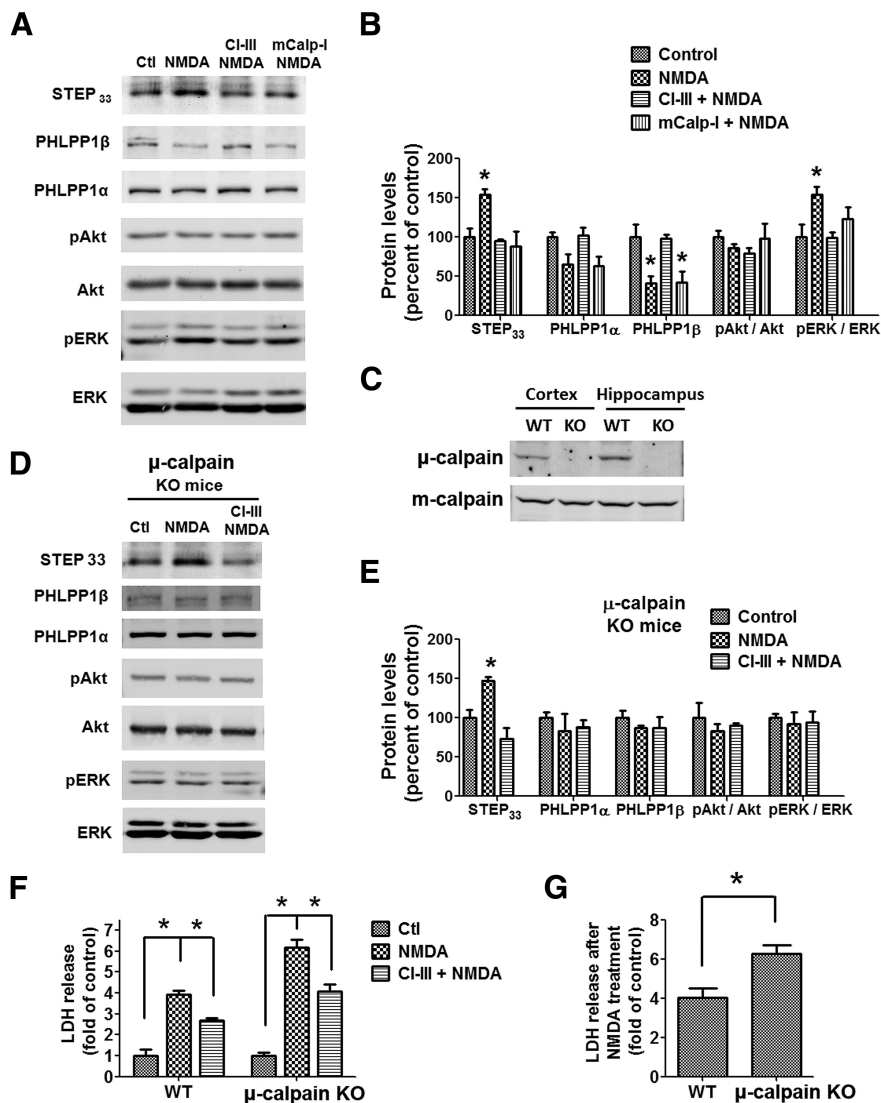 A
Ctl NMDA Cl-III NMDA mCalp-I NMDA
STEP33
PHLPP1β
PHLPP1α
pAkt
Akt
pERK
ERK
B
Control
NMDA
Cl-III + NMDA
mCalp-I + NMDA
Protein levels
(percent of control)
200
150
100
50
0
* * * *
STEP33 PHLPP1α PHLPP1β pAkt / Akt pERK / ERK
C
Cortex Hippocampus
WT KO WT KO
μ-calpain
m-calpain
D
μ-calpain
KO mice
Ctl NMDA Cl-III NMDA
STEP 33
PHLPP1β
PHLPP1α
pAkt
Akt
pERK
ERK
E
μ-calpain
KO mice
Control
NMDA
Cl-III + NMDA
Protein levels
(percent of control)
200
150
100
50
0
*
STEP33 PHLPP1α PHLPP1β pAkt / Akt pERK / ERK
F
LDH release
(fold of control)
7
6
5
4
3
2
1
0
* * * *
Ctl
NMDA
Cl-III + NMDA
WT μ-calpain KO
G
LDH release after
NMDA treatment
(fold of control)
8
6
4
2
0
*
WT μ-calpain KO